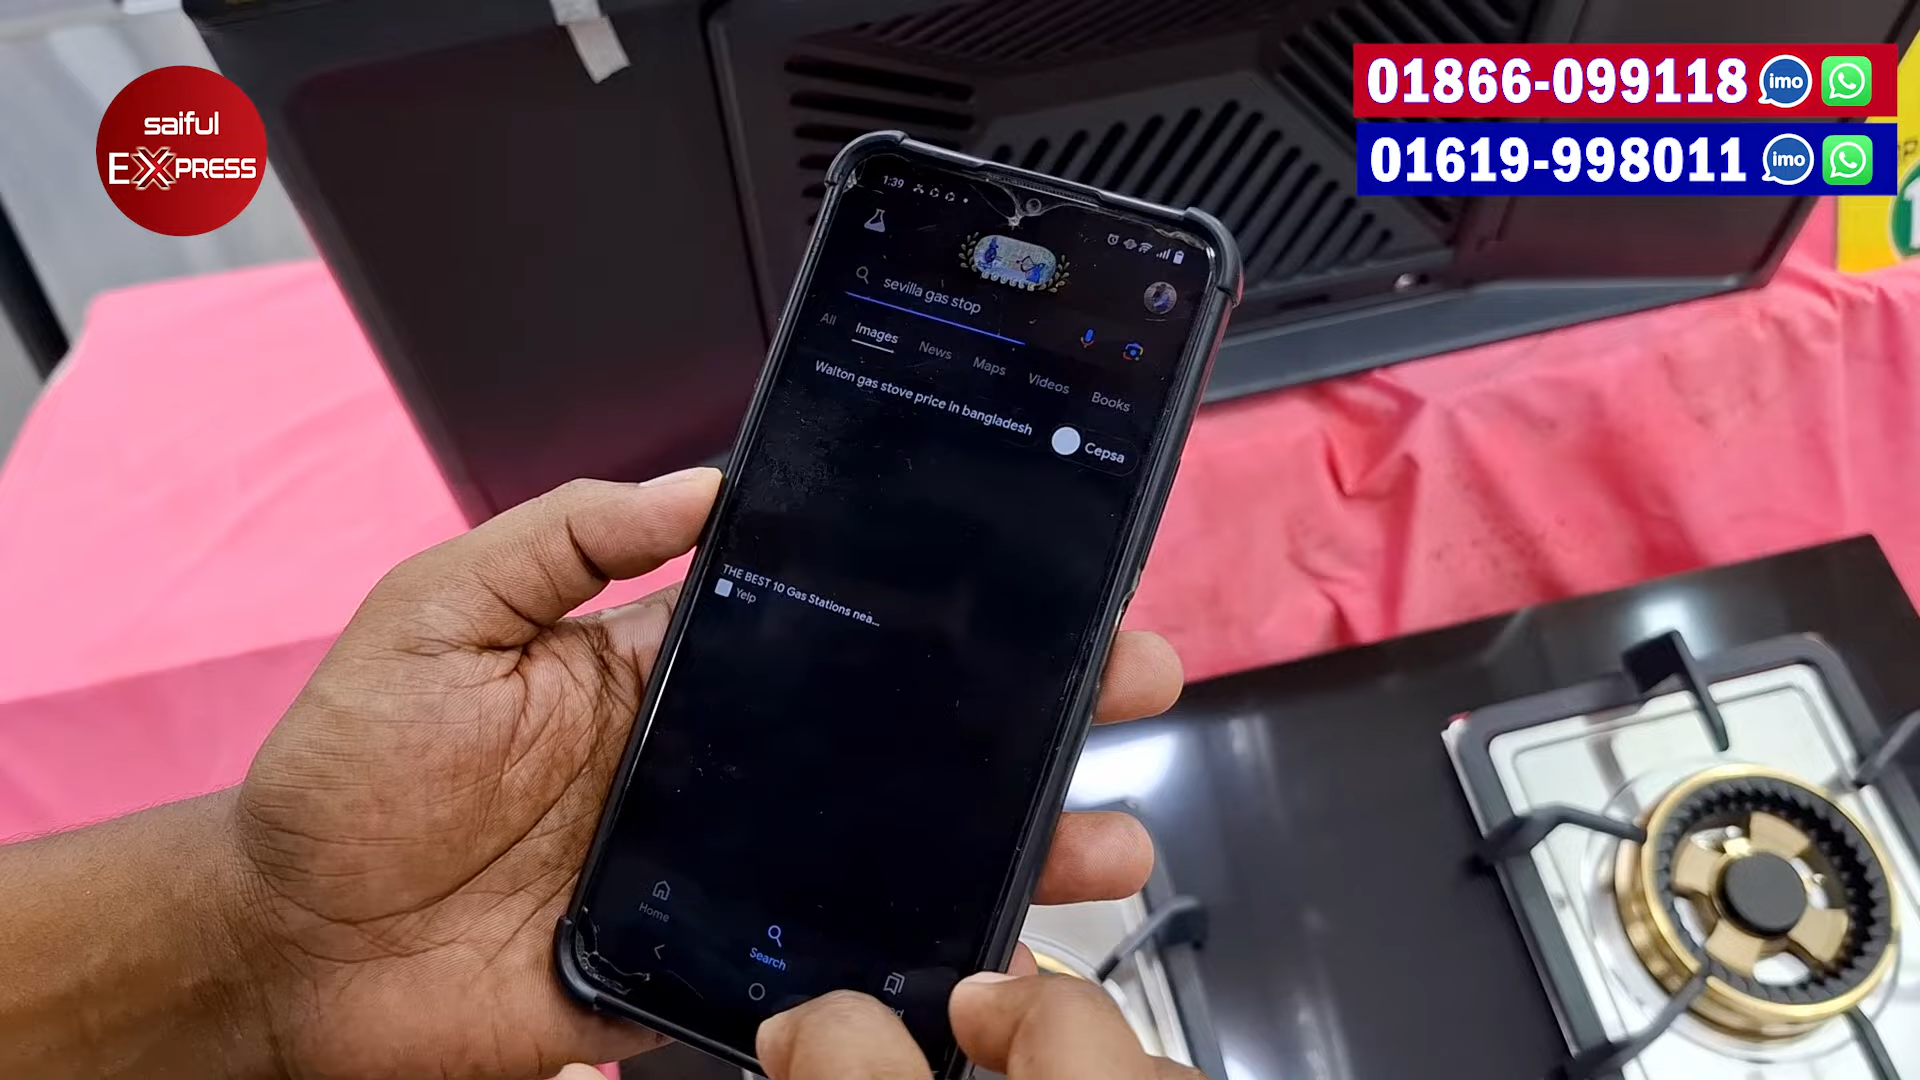 saiful
EXPRESS
01866-099118 imo
01619-998011 imo
1:39
sevilla gas stop
All Images News Maps Videos Books
Walton gas stove price in bangladesh
Cepsa
THE BEST 10 Gas Stations nea...
Yelp
Home
Search